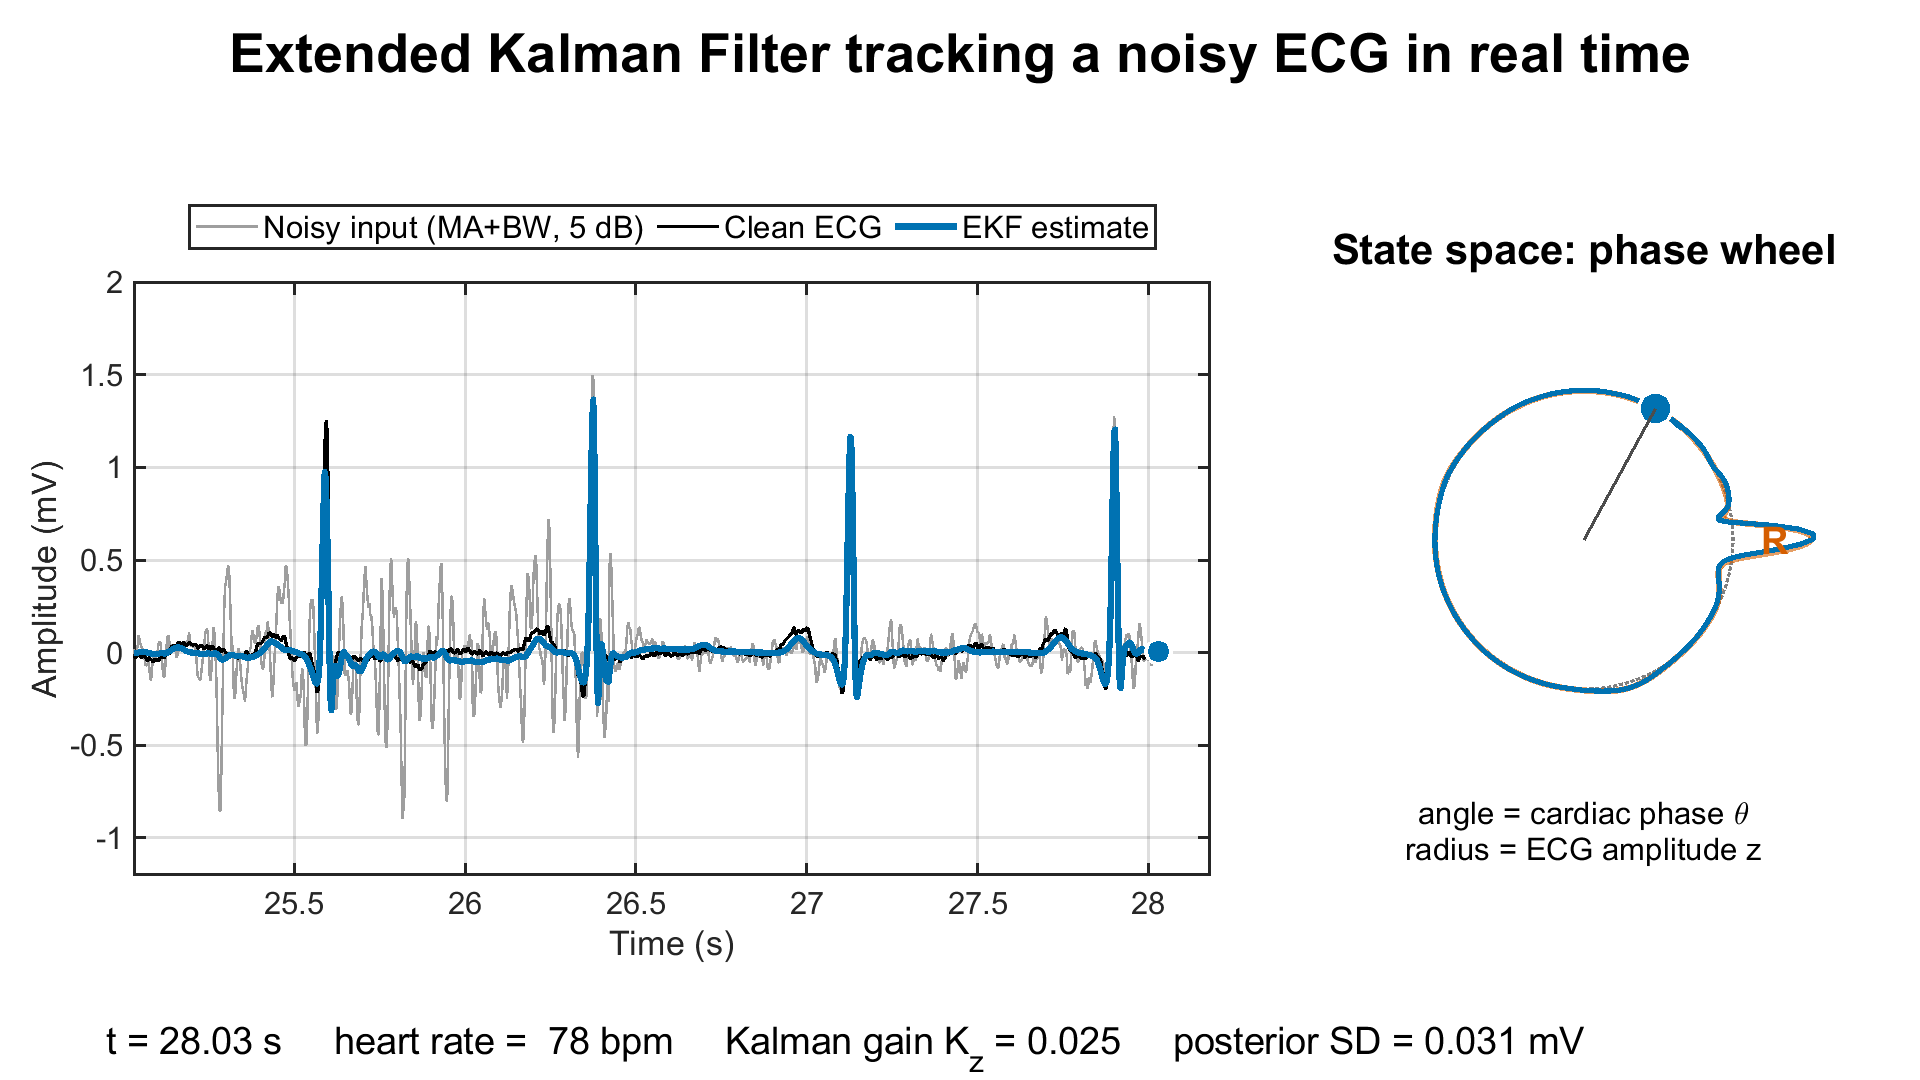 Extended Kalman Filter tracking a noisy ECG in real time
Noisy input (MA+BW, 5 dB) Clean ECG EKF estimate
State space: phase wheel
2
1.5
1
0.5
0
-0.5
-1
Amplitude (mV)
25.5 26 26.5 27 27.5 28
Time (s)
R
angle = cardiac phase θ
radius = ECG amplitude z
t = 28.03 s heart rate = 78 bpm Kalman gain K_z = 0.025 posterior SD = 0.031 mV